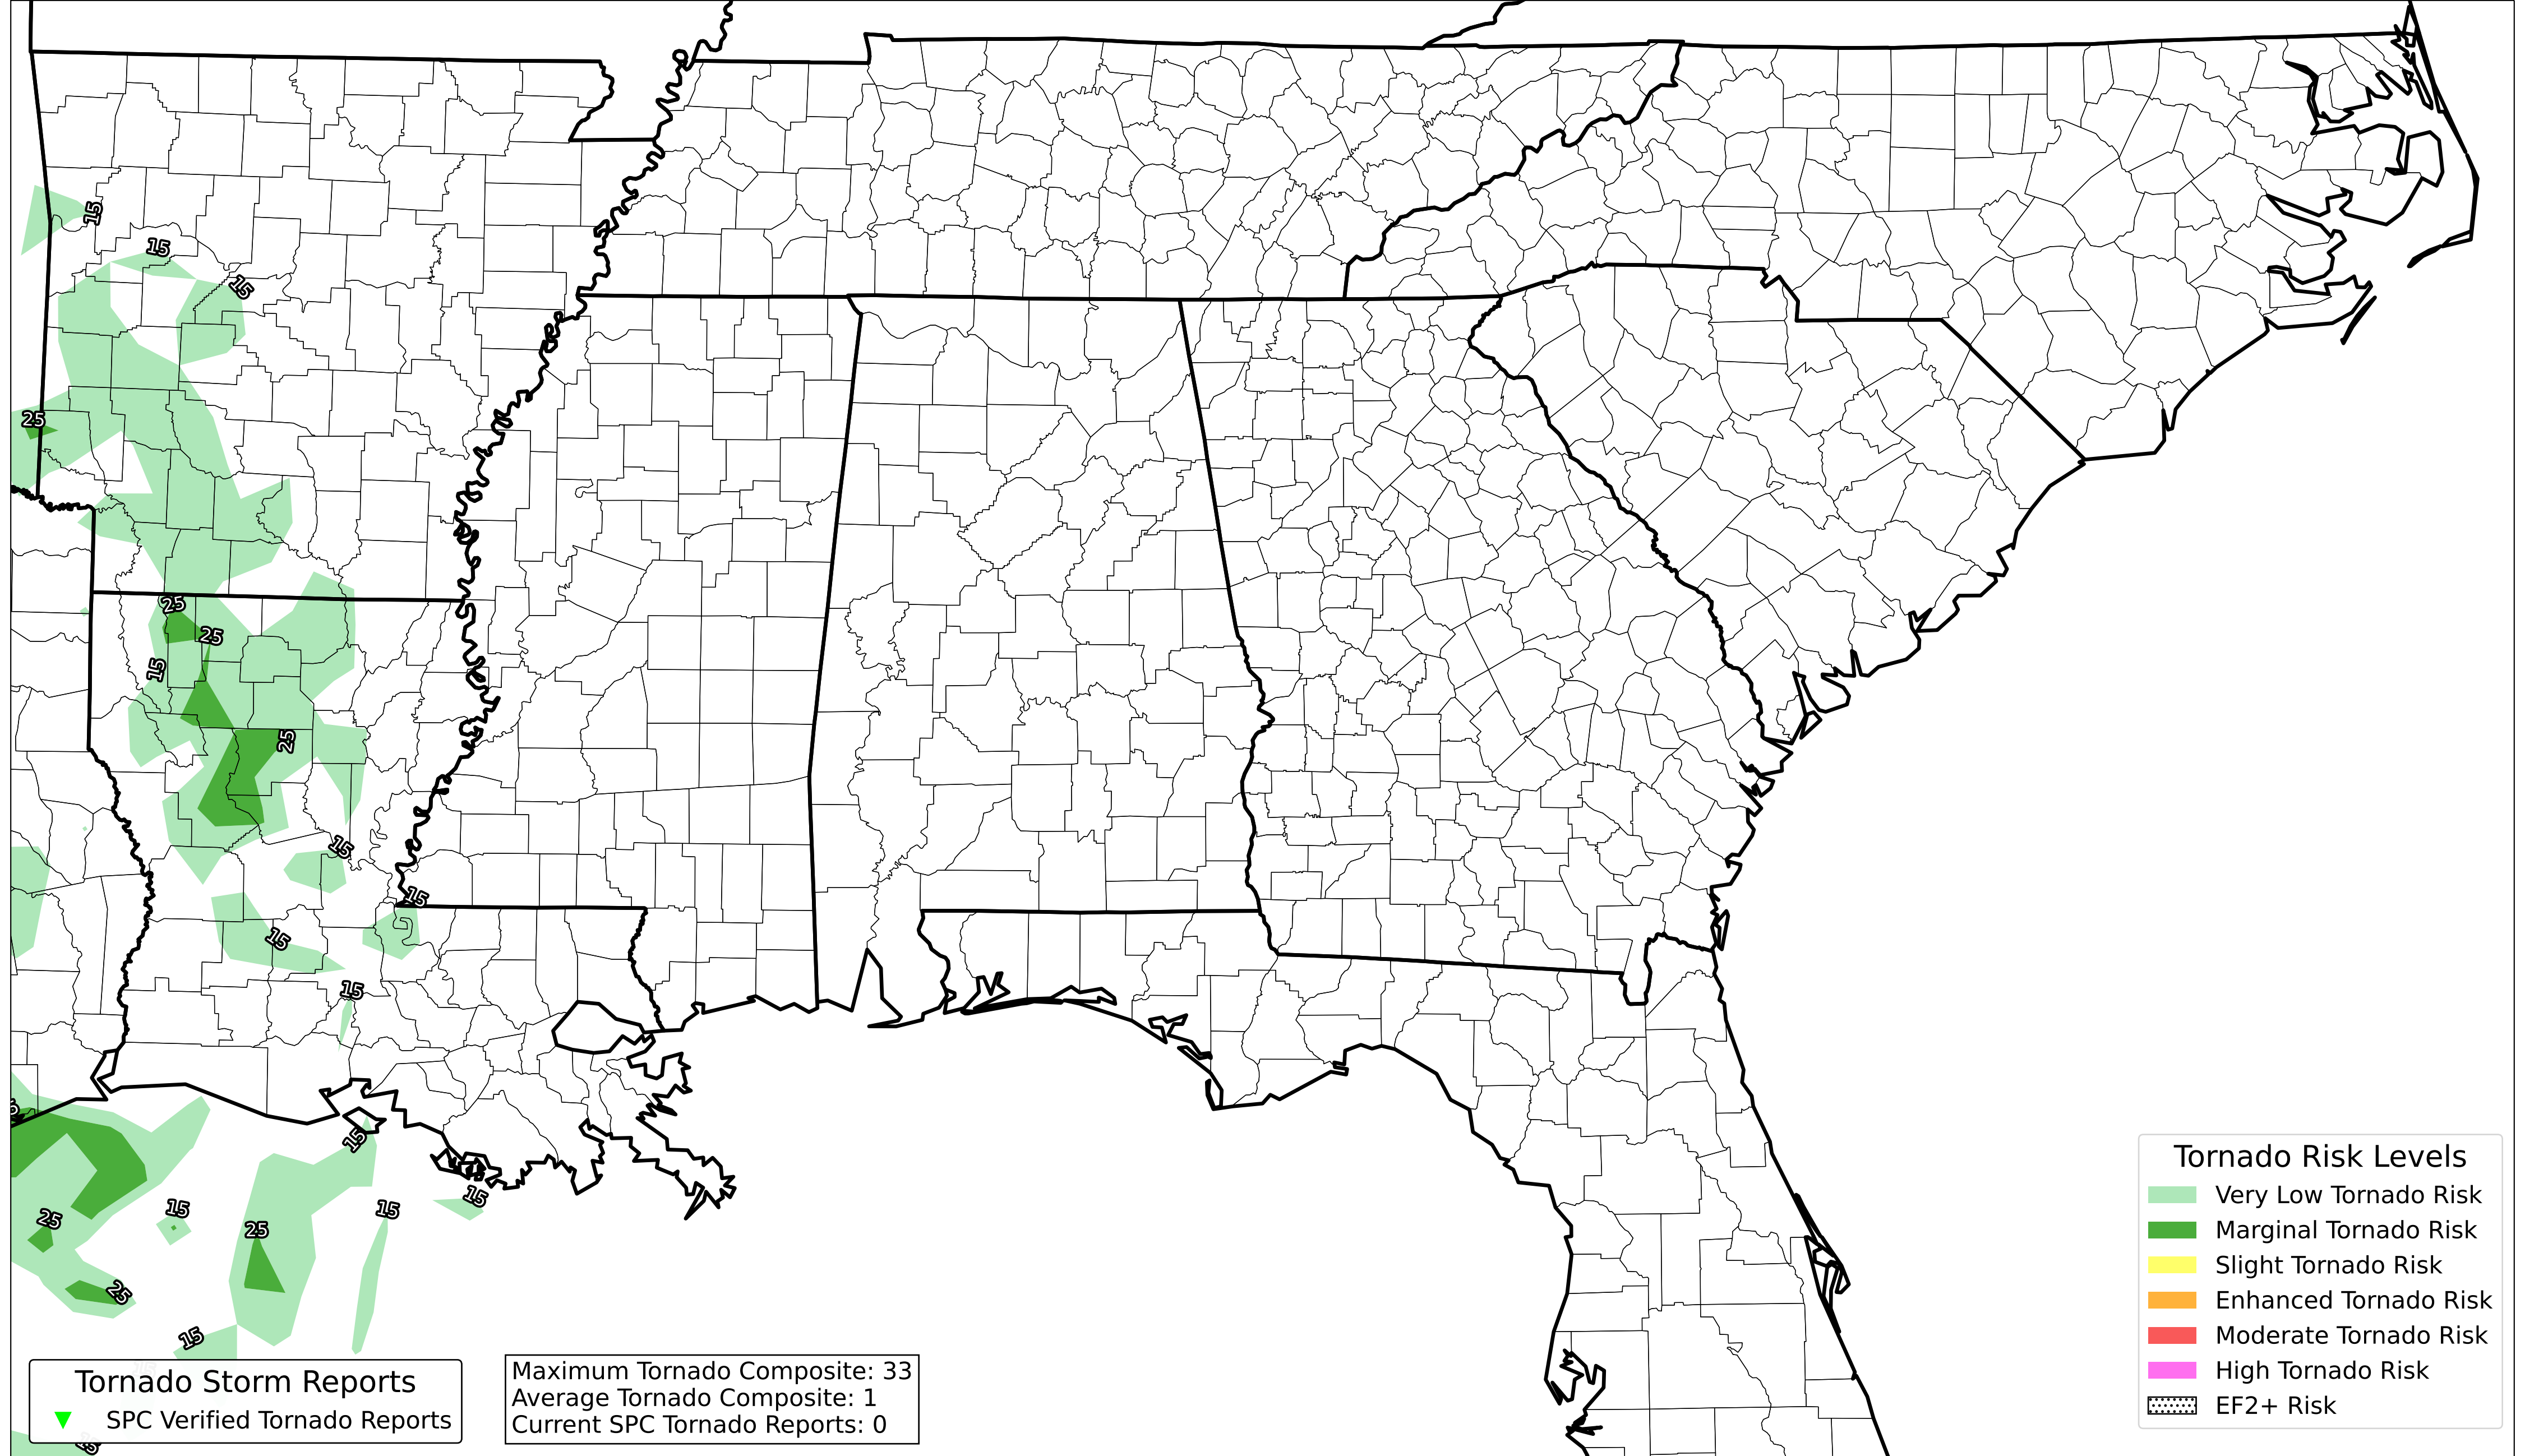 15
15
15
25
25
25
15
25
15
15
15
15
15
15
25
15
25
15
25
15
15
Tornado Risk Levels
Very Low Tornado Risk
Marginal Tornado Risk
Slight Tornado Risk
Enhanced Tornado Risk
Moderate Tornado Risk
High Tornado Risk
EF2+ Risk
Tornado Storm Reports
SPC Verified Tornado Reports
Maximum Tornado Composite: 33
Average Tornado Composite: 1
Current SPC Tornado Reports: 0